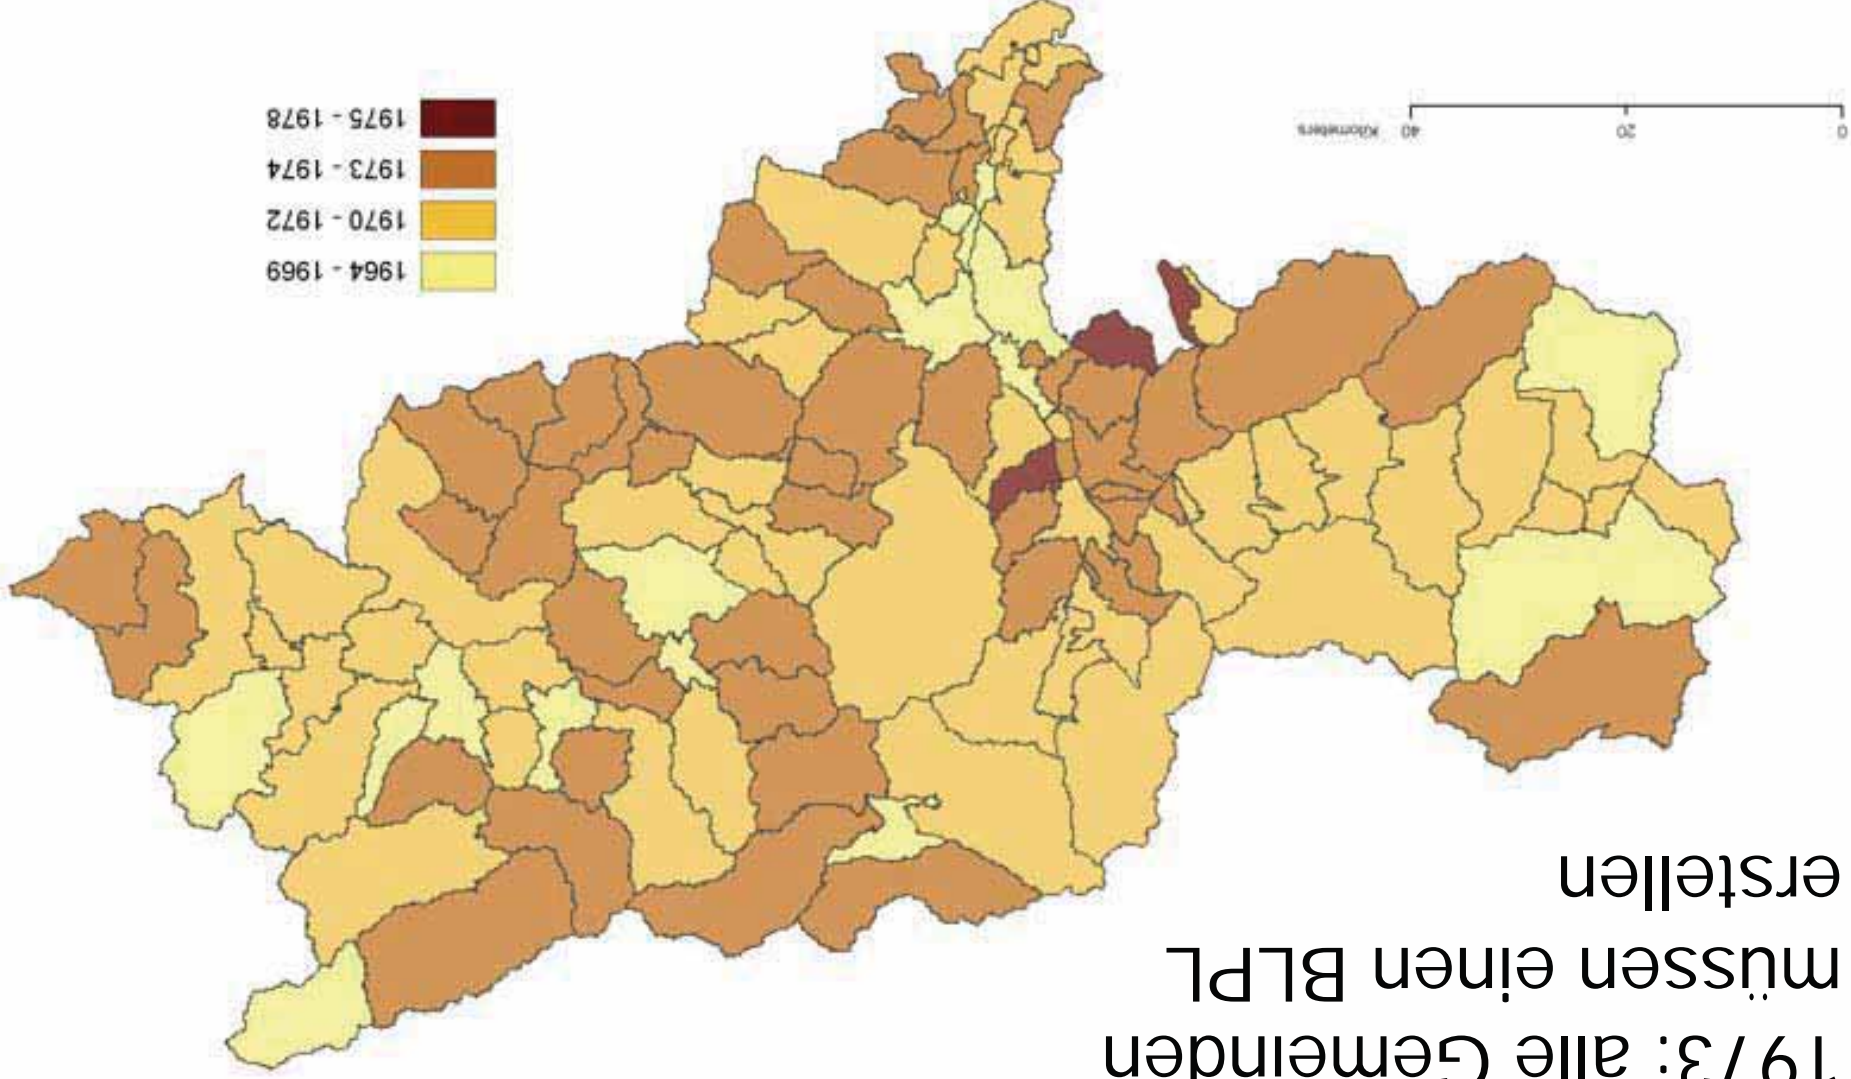 1973: alle Gemeinden
müssen einen BLPL
erstellen
1964 - 1969
1970 - 1972
1973 - 1974
1975 - 1978
0 20 40 Kilometers